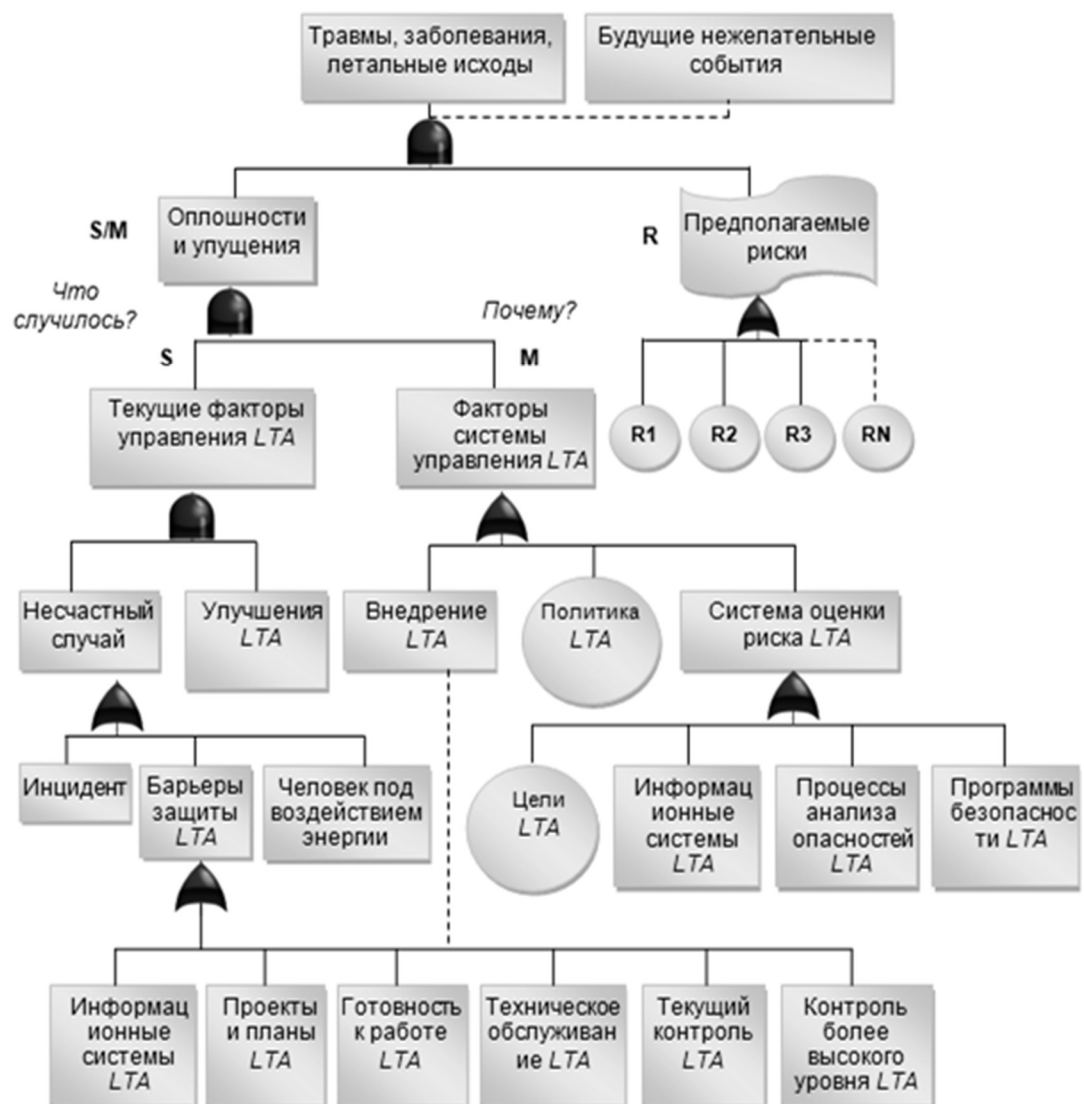 Травмы, заболевания,
летальные исходы
Будущие нежелательные
события
S/M
Оплошности
и упущения
R
Предполагаемые
риски
Что
случилось?
Почему?
S
M
Текущие факторы
управления LTA
Факторы
системы
управления LTA
R1
R2
R3
RN
Несчастный
случай
Улучшения
LTA
Внедрение
LTA
Политика
LTA
Система оценки
риска LTA
Инцидент
Барьеры
защиты
LTA
Человек под
воздействием
энергии
Цели
LTA
Информац
ионные
системы
LTA
Процессы
анализа
опасностей
LTA
Программы
безопаснос
ти LTA
Информац
ионные
системы
LTA
Проекты
и планы
LTA
Готовность
к работе
LTA
Техническое
обслуживан
ие LTA
Текущий
контроль
LTA
Контроль
более
высокого
уровня LTA